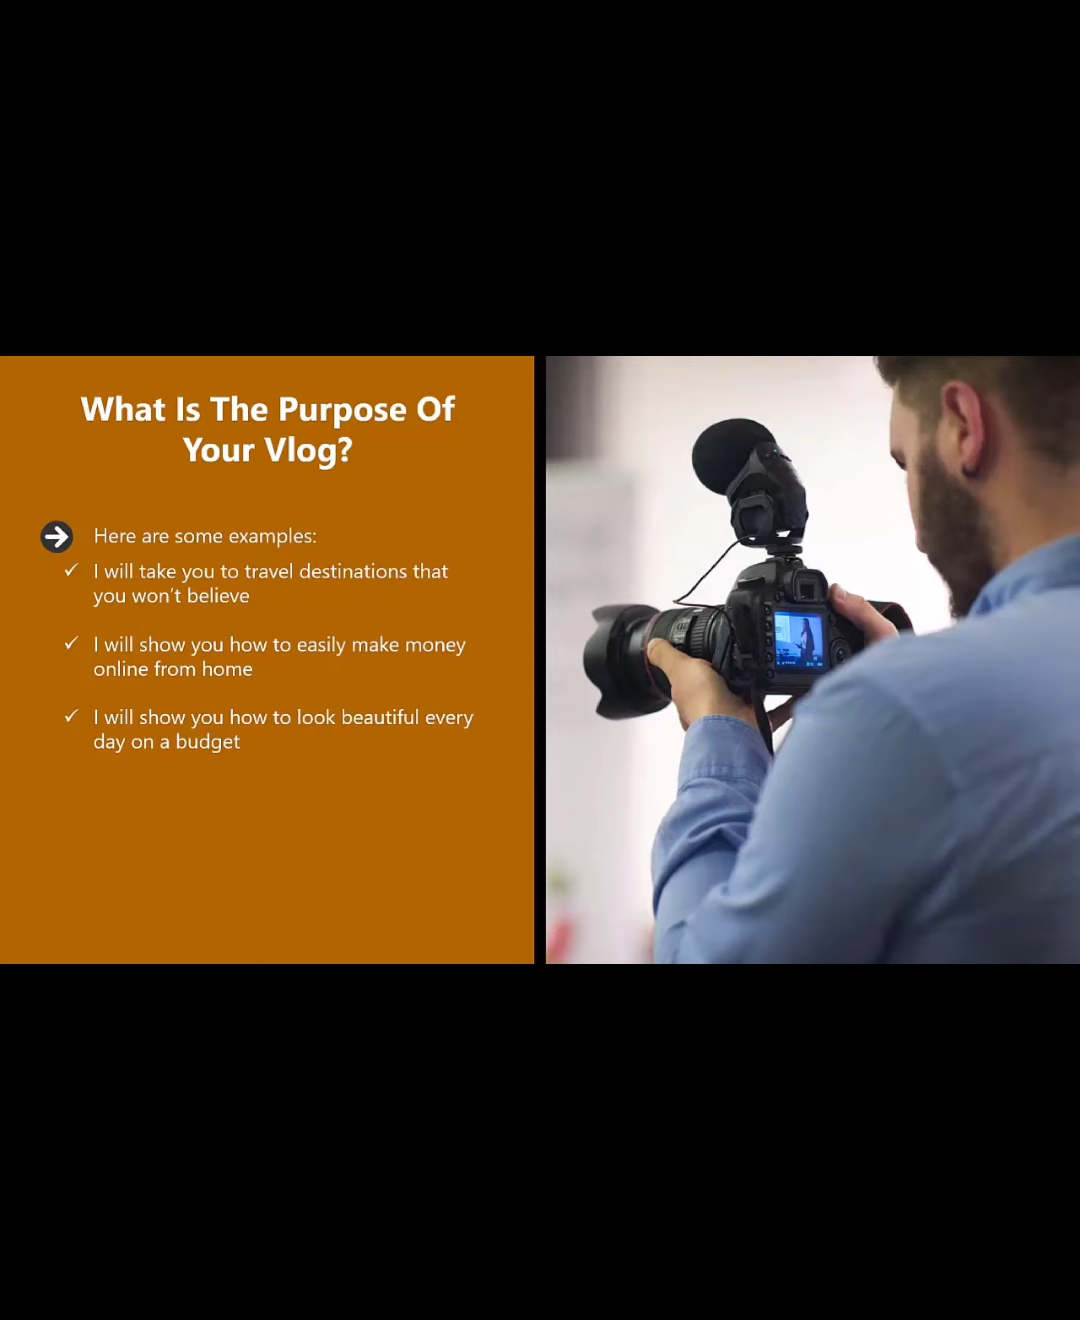 What Is The Purpose Of
Your Vlog?
Here are some examples:
✓ I will take you to travel destinations that
you won't believe
✓ I will show you how to easily make money
online from home
✓ I will show you how to look beautiful every
day on a budget